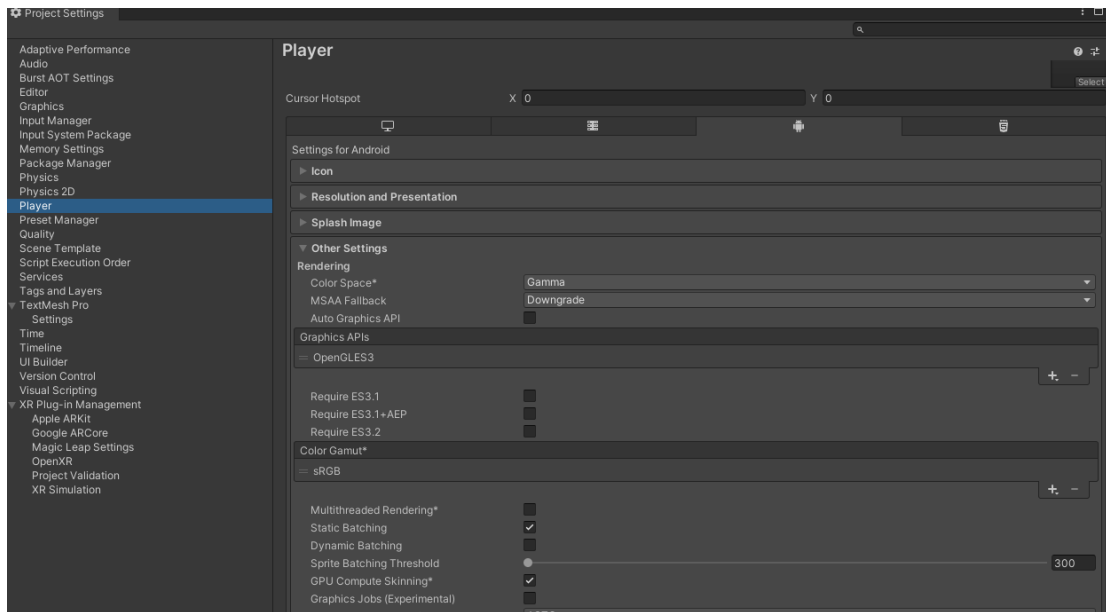 Project Settings
Adaptive Performance
Audio
Burst AOT Settings
Editor
Graphics
Input Manager
Input System Package
Memory Settings
Package Manager
Physics
Physics 2D
Player
Preset Manager
Quality
Scene Template
Script Execution Order
Services
Tags and Layers
TextMesh Pro
Settings
Time
Timeline
UI Builder
Version Control
Visual Scripting
XR Plug-in Management
Apple ARKit
Google ARCore
Magic Leap Settings
OpenXR
Project Validation
XR Simulation
Player
Select
Cursor Hotspot X 0 Y 0
Settings for Android
Icon
Resolution and Presentation
Splash Image
Other Settings
Rendering
Color Space* Gamma
MSAA Fallback Downgrade
Auto Graphics API
Graphics APIs
OpenGLES3
Require ES3.1
Require ES3.1+AEP
Require ES3.2
Color Gamut*
sRGB
Multithreaded Rendering*
Static Batching
Dynamic Batching
Sprite Batching Threshold 300
GPU Compute Skinning*
Graphics Jobs (Experimental)